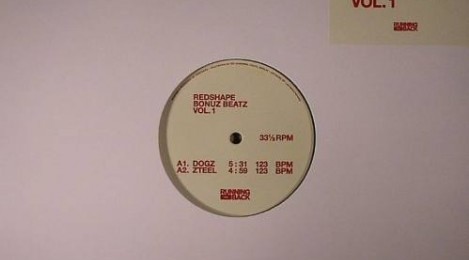 VOL. 1
RUNNING
BACK
REDSHAPE
BONUZ BEATZ
VOL. 1
33⅓ RPM
A1. DOGZ 5:31 123 BPM
A2. ZTEEL 4:59 123 BPM
RUNNING
BACK